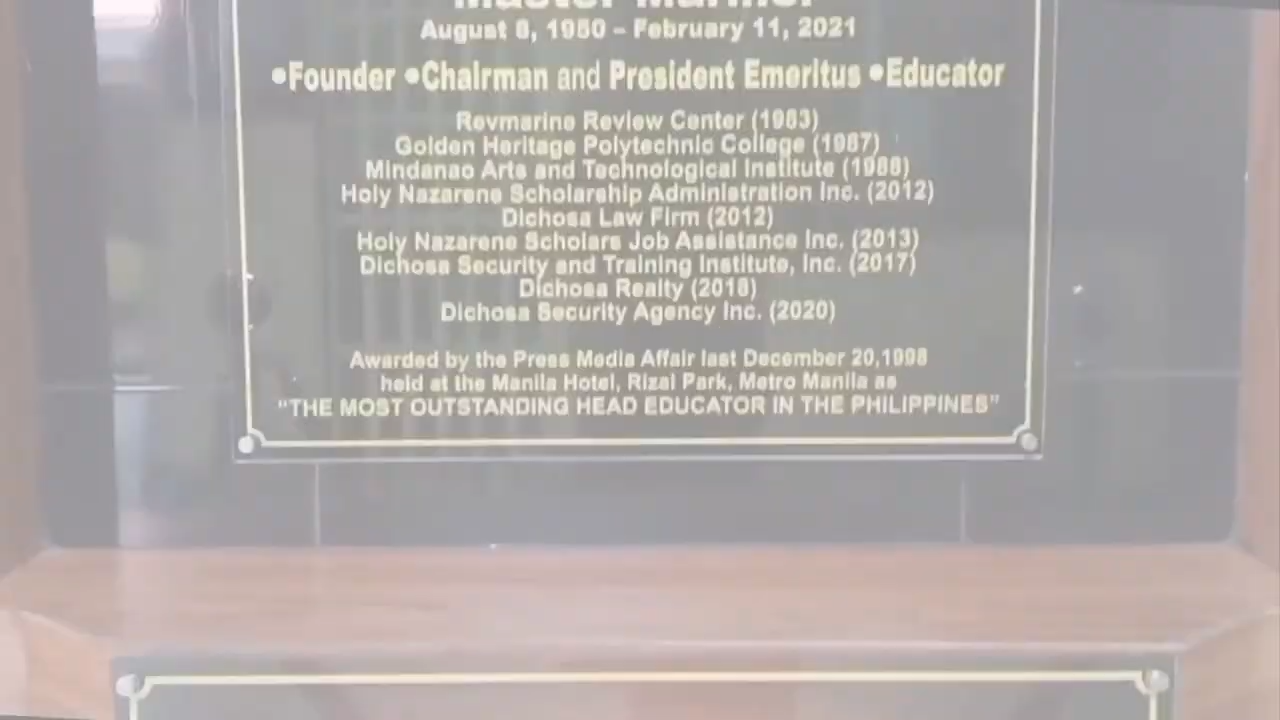 Master Mariner
August 8, 1950 – February 11, 2021
•Founder •Chairman and President Emeritus •Educator
Revmarine Review Center (1983)
Golden Heritage Polytechnic College (1987)
Mindanao Arts and Technological Institute (1988)
Holy Nazarene Scholarship Administration Inc. (2012)
Dichosa Law Firm (2012)
Holy Nazarene Scholars Job Assistance Inc. (2013)
Dichosa Security and Training Institute, Inc. (2017)
Dichosa Realty (2018)
Dichosa Security Agency Inc. (2020)
Awarded by the Press Media Affair last December 20,1998
held at the Manila Hotel, Rizal Park, Metro Manila as
"THE MOST OUTSTANDING HEAD EDUCATOR IN THE PHILIPPINES"